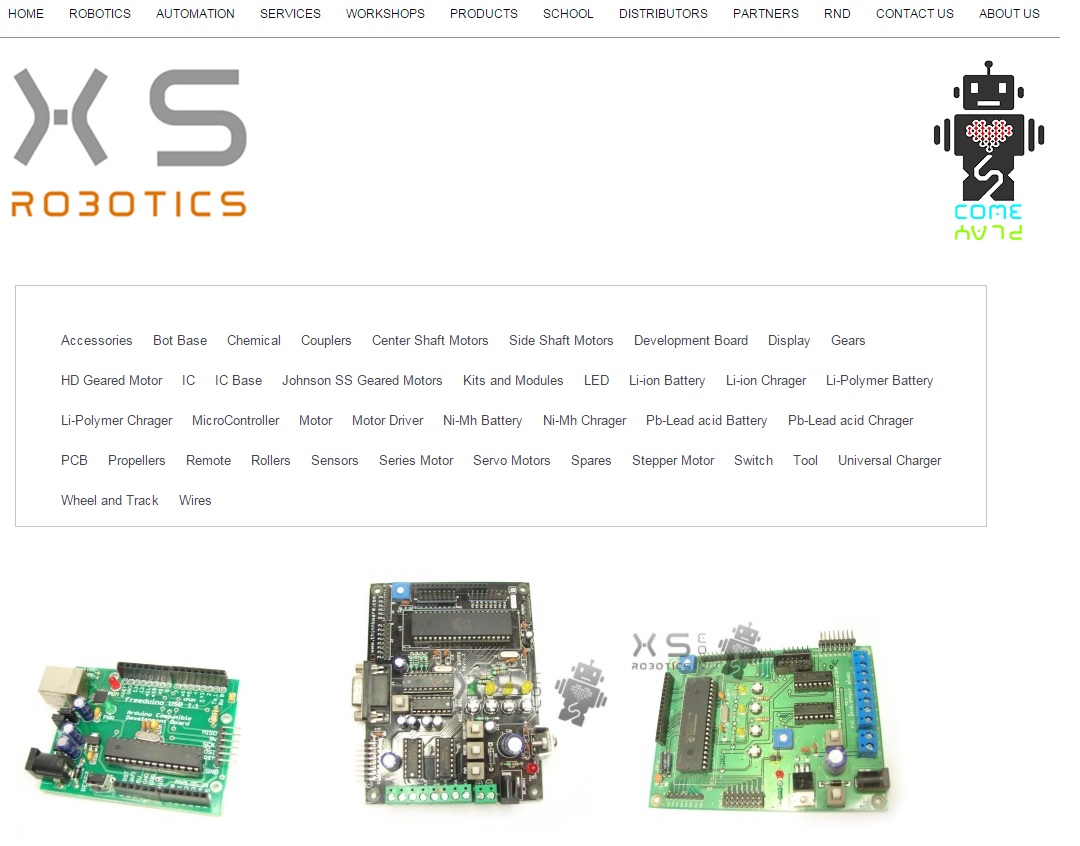 HOME ROBOTICS AUTOMATION SERVICES WORKSHOPS PRODUCTS SCHOOL DISTRIBUTORS PARTNERS RND CONTACT US ABOUT US
XS
ROBOTICS
COME
PLAY
Accessories Bot Base Chemical Couplers Center Shaft Motors Side Shaft Motors Development Board Display Gears
HD Geared Motor IC IC Base Johnson SS Geared Motors Kits and Modules LED Li-ion Battery Li-ion Chrager Li-Polymer Battery
Li-Polymer Chrager MicroController Motor Motor Driver Ni-Mh Battery Ni-Mh Chrager Pb-Lead acid Battery Pb-Lead acid Chrager
PCB Propellers Remote Rollers Sensors Series Motor Servo Motors Spares Stepper Motor Switch Tool Universal Charger
Wheel and Track Wires
Freeduino USB
Arduino Compatible
Development Board
MISO
SCK
GND
XS
ROBOTICS